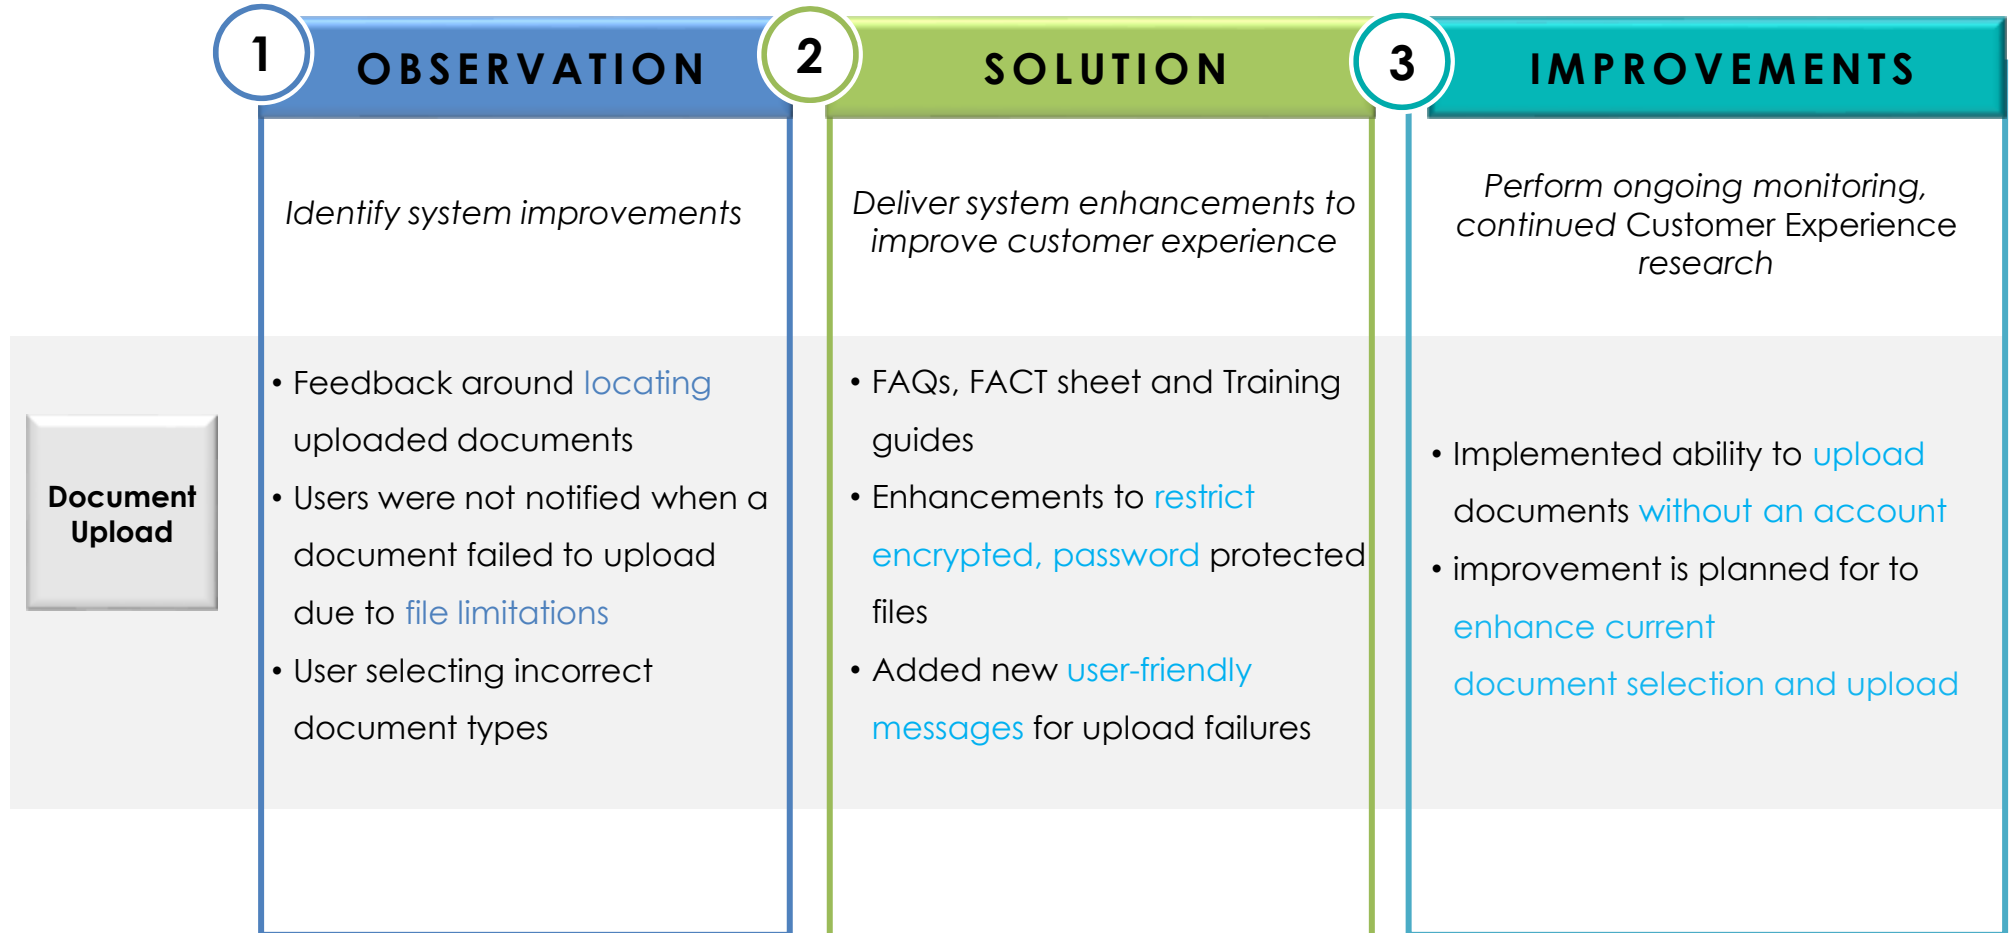 1
OBSERVATION
2
SOLUTION
3
IMPROVEMENTS
Identify system improvements
Deliver system enhancements to
improve customer experience
Perform ongoing monitoring,
continued Customer Experience
research
Document
Upload
• Feedback around locating
uploaded documents
• Users were not notified when a
document failed to upload
due to file limitations
• User selecting incorrect
document types
• FAQs, FACT sheet and Training
guides
• Enhancements to restrict
encrypted, password protected
files
• Added new user-friendly
messages for upload failures
• Implemented ability to upload
documents without an account
• improvement is planned for to
enhance current
document selection and upload